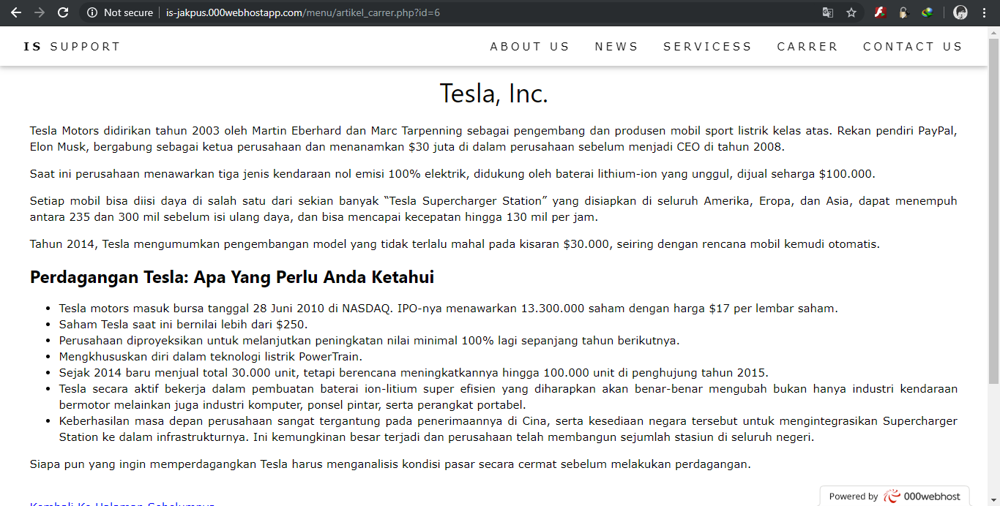 Not secure
is-jakpus.000webhostapp.com/menu/artikel_carrer.php?id=6
IS SUPPORT
ABOUT US
NEWS
SERVICESS
CARRER
CONTACT US
Tesla, Inc.
Tesla Motors didirikan tahun 2003 oleh Martin Eberhard dan Marc Tarpenning sebagai pengembang dan produsen mobil sport listrik kelas atas. Rekan pendiri PayPal,
Elon Musk, bergabung sebagai ketua perusahaan dan menanamkan $30 juta di dalam perusahaan sebelum menjadi CEO di tahun 2008.
Saat ini perusahaan menawarkan tiga jenis kendaraan nol emisi 100% elektrik, didukung oleh baterai lithium-ion yang unggul, dijual seharga $100.000.
Setiap mobil bisa diisi daya di salah satu dari sekian banyak “Tesla Supercharger Station” yang disiapkan di seluruh Amerika, Eropa, dan Asia, dapat menempuh
antara 235 dan 300 mil sebelum isi ulang daya, dan bisa mencapai kecepatan hingga 130 mil per jam.
Tahun 2014, Tesla mengumumkan pengembangan model yang tidak terlalu mahal pada kisaran $30.000, seiring dengan rencana mobil kemudi otomatis.
Perdagangan Tesla: Apa Yang Perlu Anda Ketahui
• Tesla motors masuk bursa tanggal 28 Juni 2010 di NASDAQ. IPO-nya menawarkan 13.300.000 saham dengan harga $17 per lembar saham.
• Saham Tesla saat ini bernilai lebih dari $250.
• Perusahaan diproyeksikan untuk melanjutkan peningkatan nilai minimal 100% lagi sepanjang tahun berikutnya.
• Mengkhususkan diri dalam teknologi listrik PowerTrain.
• Sejak 2014 baru menjual total 30.000 unit, tetapi berencana meningkatkannya hingga 100.000 unit di penghujung tahun 2015.
• Tesla secara aktif bekerja dalam pembuatan baterai ion-litium super efisien yang diharapkan akan benar-benar mengubah bukan hanya industri kendaraan
bermotor melainkan juga industri komputer, ponsel pintar, serta perangkat portabel.
• Keberhasilan masa depan perusahaan sangat tergantung pada penerimaannya di Cina, serta kesediaan negara tersebut untuk mengintegrasikan Supercharger
Station ke dalam infrastrukturnya. Ini kemungkinan besar terjadi dan perusahaan telah membangun sejumlah stasiun di seluruh negeri.
Siapa pun yang ingin memperdagangkan Tesla harus menganalisis kondisi pasar secara cermat sebelum melakukan perdagangan.
Kembali Ke Halaman Sebelumnya
Powered by 000webhost